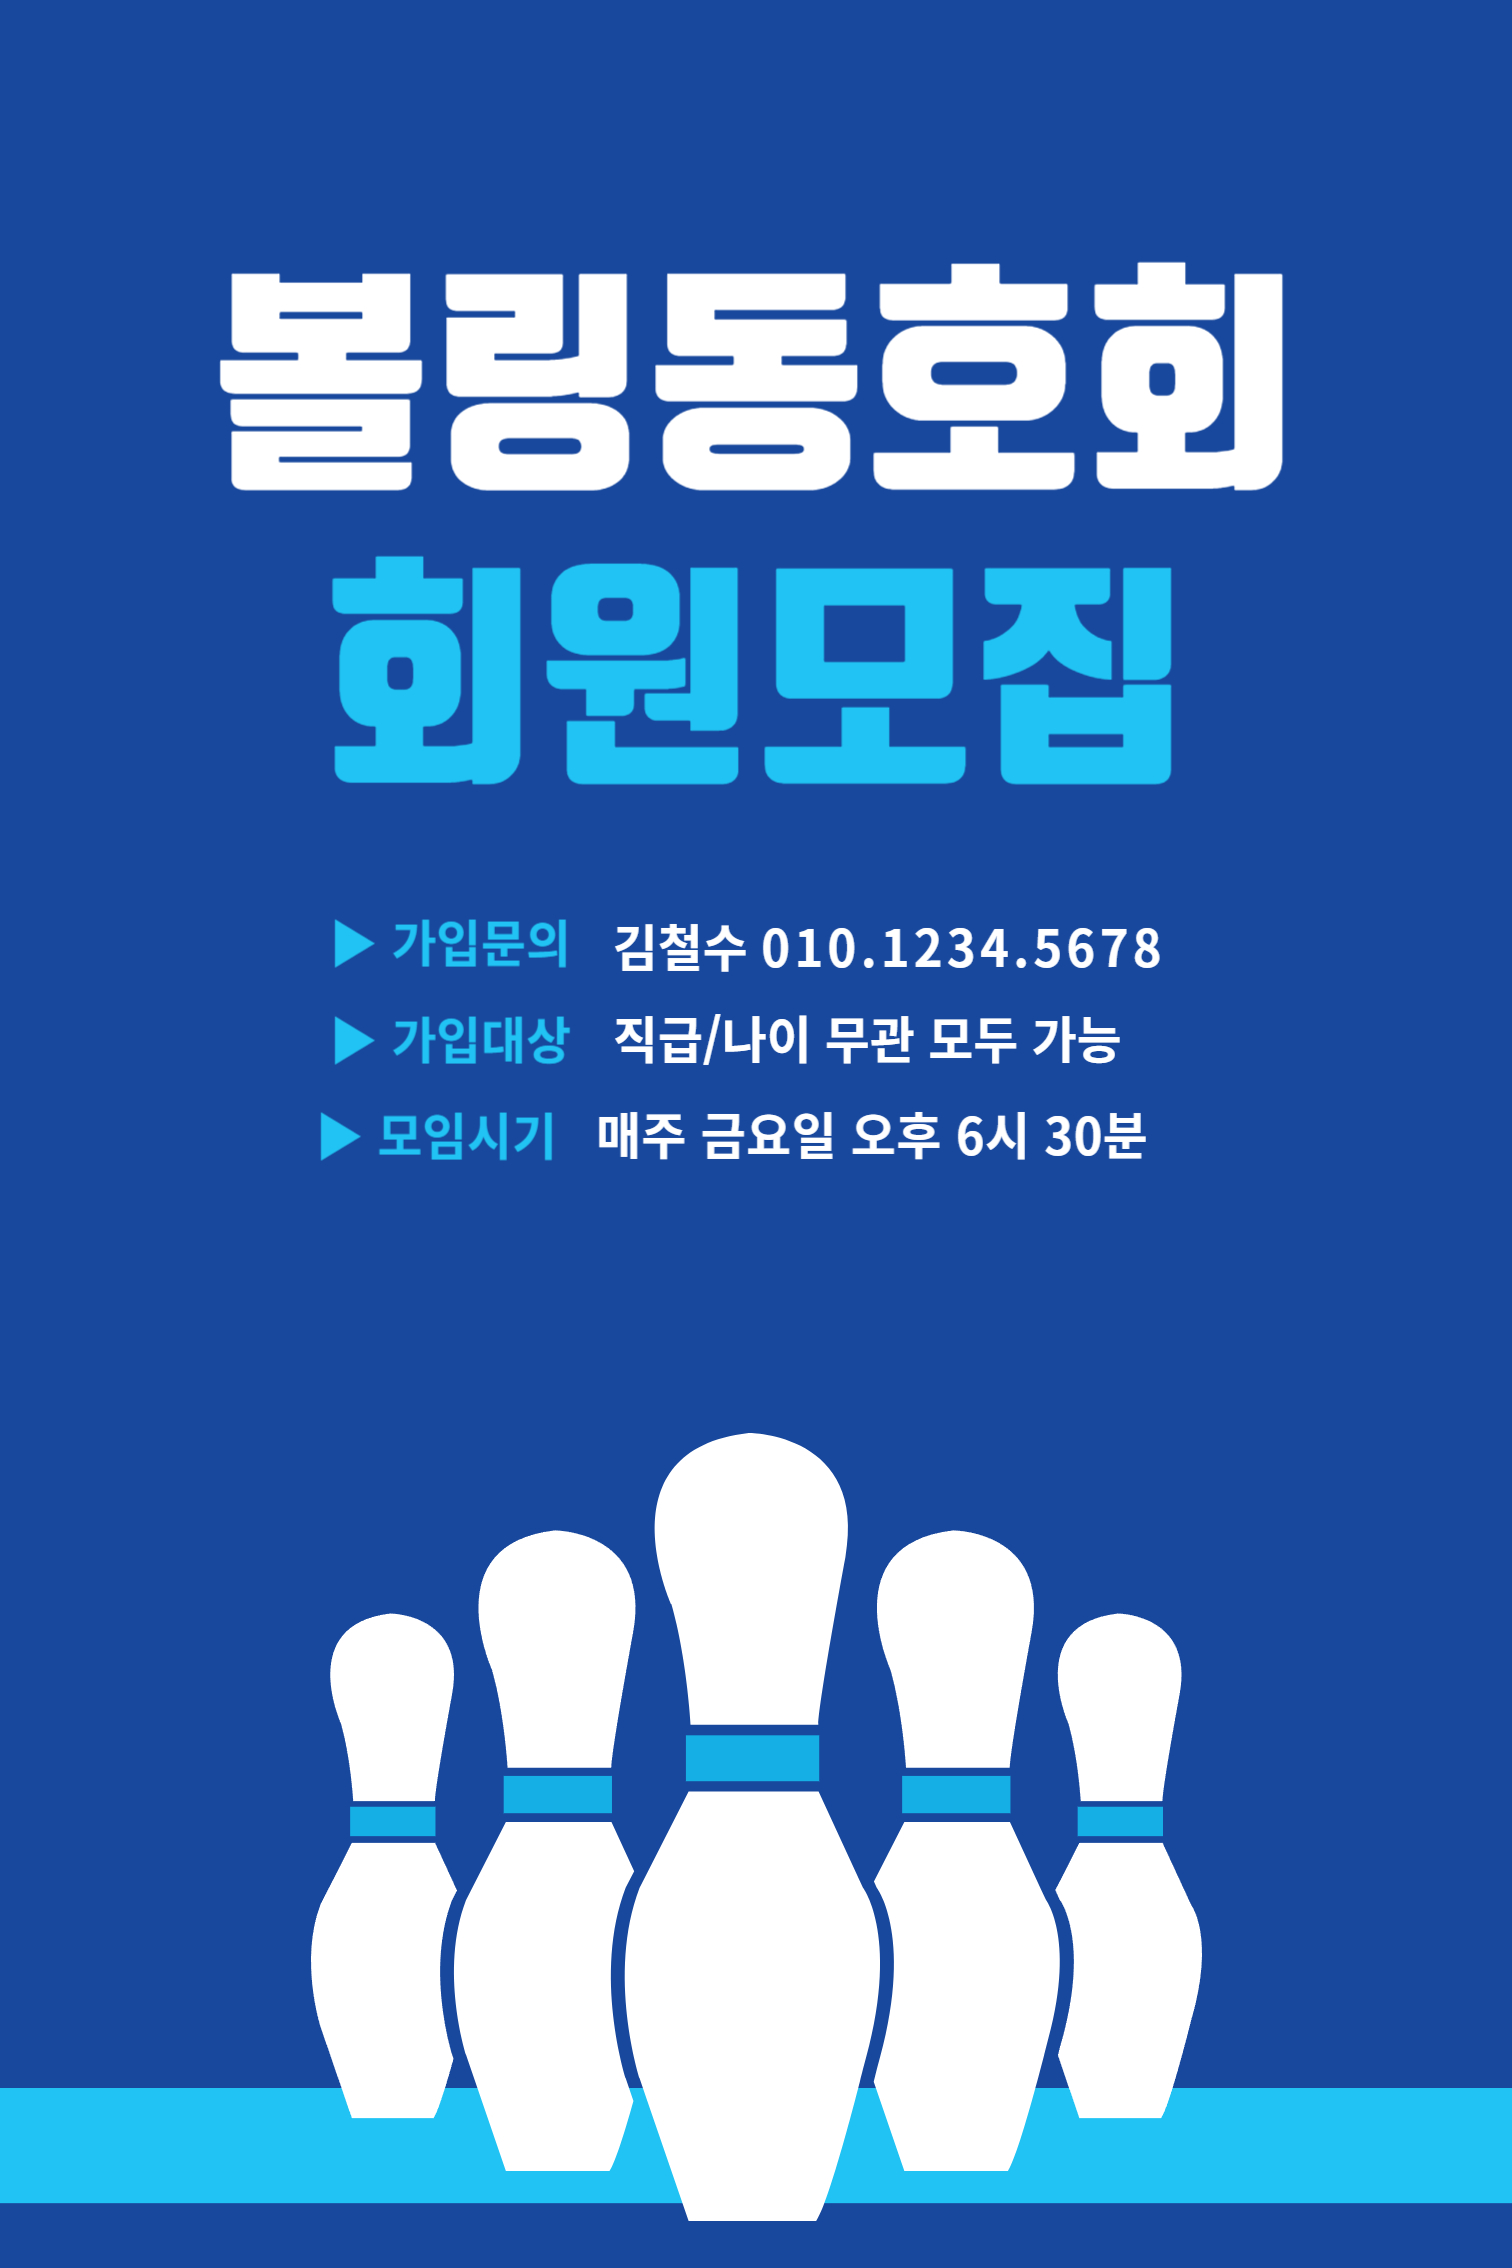 볼링동호회
회원모집
▶ 가입문의 김철수 010.1234.5678
▶ 가입대상 직급/나이 무관 모두 가능
▶ 모임시기 매주 금요일 오후 6시 30분